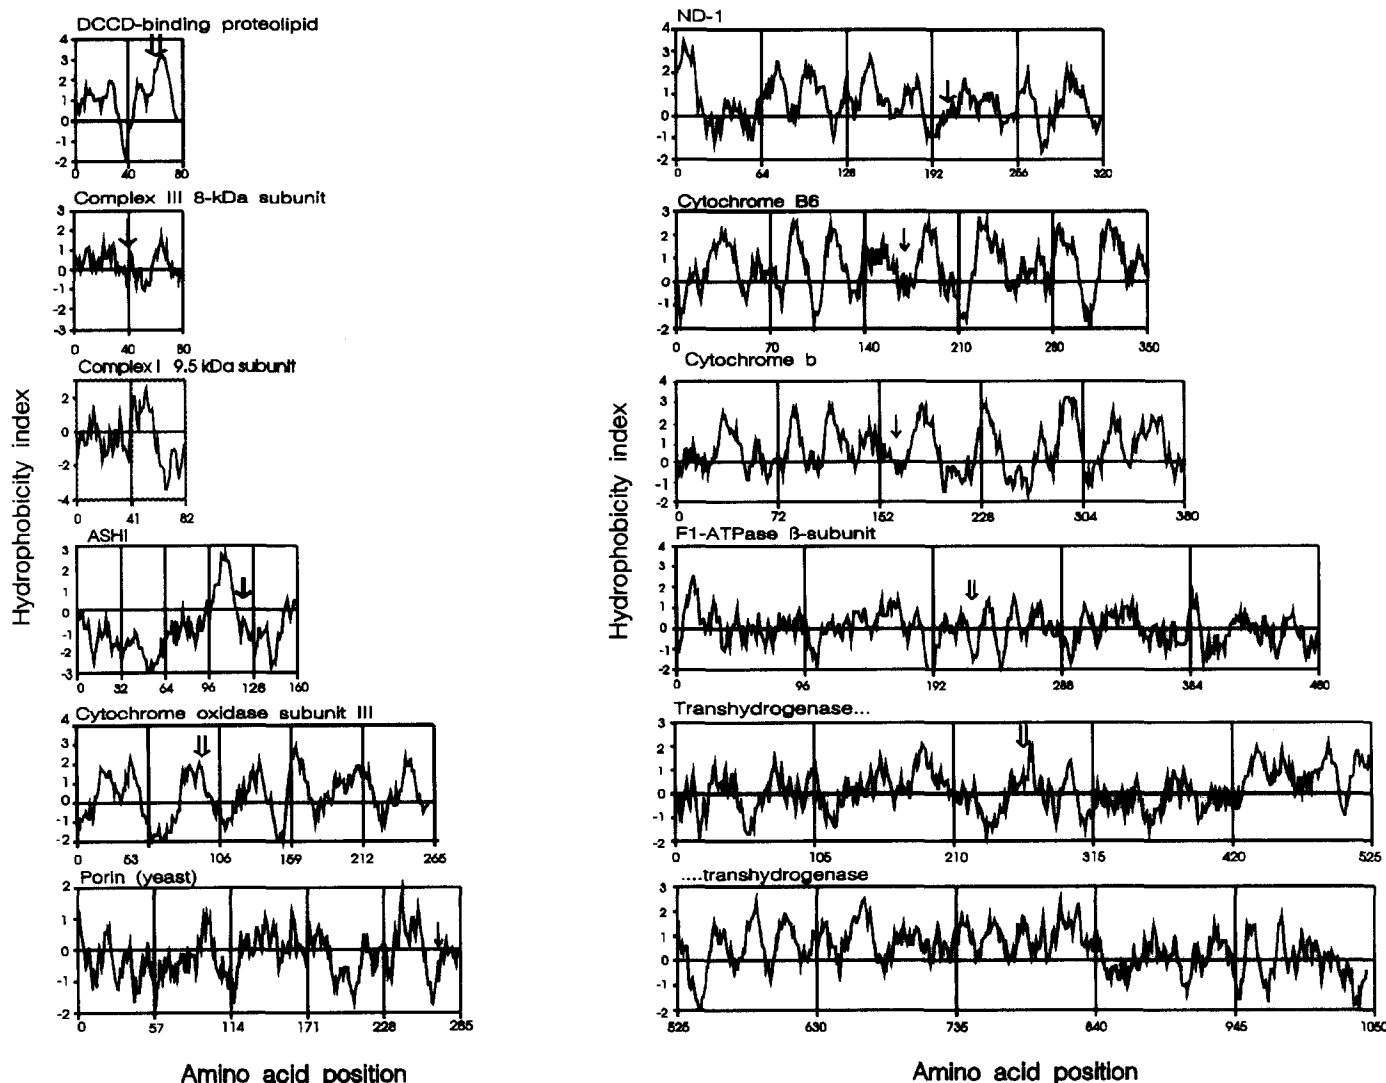 DCCD-binding proteolipid
4
3
2
1
0
-1
-2
0 40 80
Complex III 8-kDa subunit
3
2
1
0
-1
-2
-3
0 40 80
Complex I 9.5 kDa subunit
2
0
-2
-4
0 41 82
ASHI
3
2
1
0
-1
-2
-3
0 32 64 96 128 160
Cytochrome oxidase subunit III
4
3
2
1
0
-1
-2
0 53 106 159 212 265
Porin (yeast)
2
1
0
-1
-2
0 57 114 171 228 285
Hydrophobicity index
Amino acid position
ND-1
4
3
2
1
0
-1
-2
0 64 128 192 256 320
Cytochrome B6
3
2
1
0
-1
-2
0 70 140 210 280 350
Cytochrome b
4
3
2
1
0
-1
-2
0 72 152 228 304 380
F1-ATPase β-subunit
4
3
2
1
0
-1
-2
0 96 192 288 384 480
Transhydrogenase...
3
2
1
0
-1
-2
0 105 210 315 420 525
....transhydrogenase
3
2
1
0
-1
-2
525 630 735 840 945 1050
Hydrophobicity index
Amino acid position